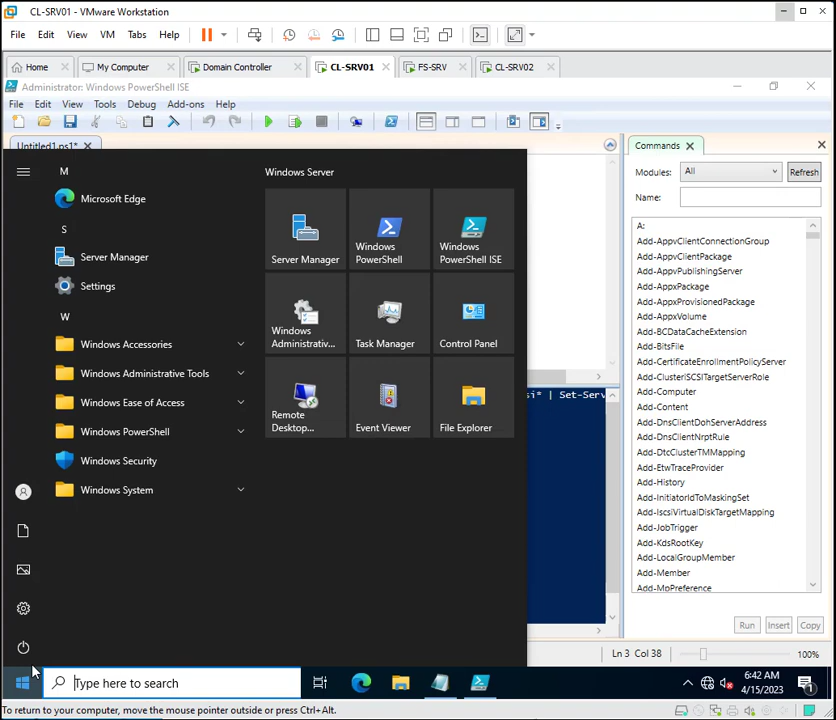 CL-SRV01 - VMware Workstation
File Edit View VM Tabs Help
Home My Computer Domain Controller CL-SRV01 FS-SRV CL-SRV02
Administrator: Windows PowerShell ISE
File Edit View Tools Debug Add-ons Help
Untitled1.ps1*
Commands
Modules: All Refresh
Name:
A:
Add-AppvClientConnectionGroup
Add-AppvClientPackage
Add-AppvPublishingServer
Add-AppxPackage
Add-AppxProvisionedPackage
Add-AppxVolume
Add-BCDataCacheExtension
Add-BitsFile
Add-CertificateEnrollmentPolicyServer
Add-ClusteriSCSITargetServerRole
Add-Computer
Add-Content
Add-DnsClientDohServerAddress
Add-DnsClientNrptRule
Add-DtcClusterTMMapping
Add-EtwTraceProvider
Add-History
Add-InitiatorIdToMaskingSet
Add-IscsiVirtualDiskTargetMapping
Add-JobTrigger
Add-KdsRootKey
Add-LocalGroupMember
Add-Member
Add-MpPreference
Run Insert Copy
M
Microsoft Edge
S
Server Manager
Settings
W
Windows Accessories
Windows Administrative Tools
Windows Ease of Access
Windows PowerShell
Windows Security
Windows System
Windows Server
Server Manager
Windows PowerShell
Windows PowerShell ISE
Windows Administrativ...
Task Manager
Control Panel
Remote Desktop...
Event Viewer
File Explorer
si* | Set-Serv
Ln 3 Col 38 100%
Type here to search
6:42 AM
4/15/2023
1
To return to your computer, move the mouse pointer outside or press Ctrl+Alt.